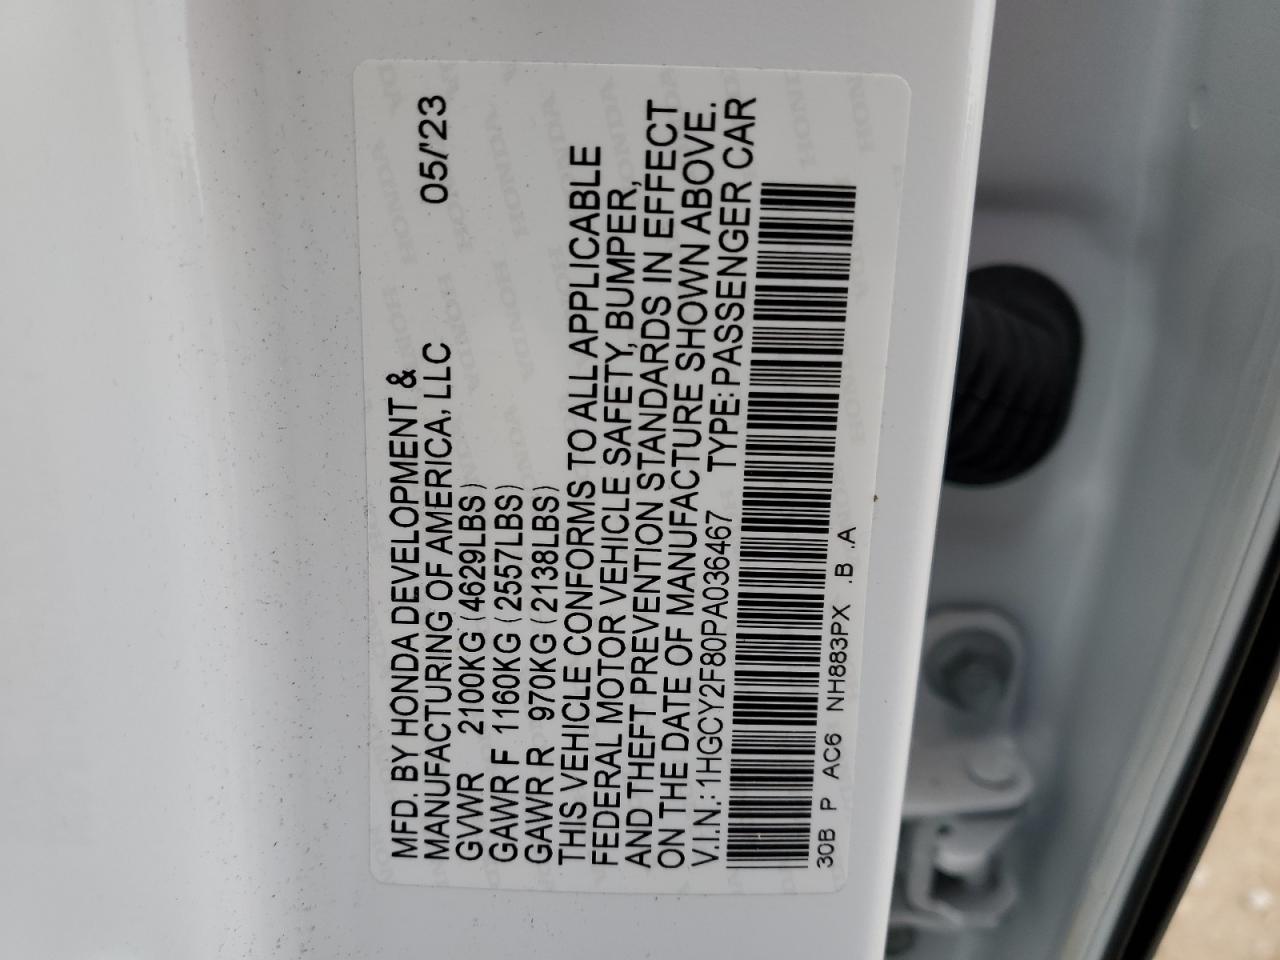 MFD. BY HONDA DEVELOPMENT &
MANUFACTURING OF AMERICA, LLC 05/'23
GVWR 2100KG (4629LBS)
GAWR F 1160KG (2557LBS)
GAWR R 970KG (2138LBS)
THIS VEHICLE CONFORMS TO ALL APPLICABLE
FEDERAL MOTOR VEHICLE SAFETY, BUMPER,
AND THEFT PREVENTION STANDARDS IN EFFECT
ON THE DATE OF MANUFACTURE SHOWN ABOVE.
V.I.N.: 1HGCY2F80PA036467 TYPE: PASSENGER CAR
30B P AC6 NH883PX .B .A